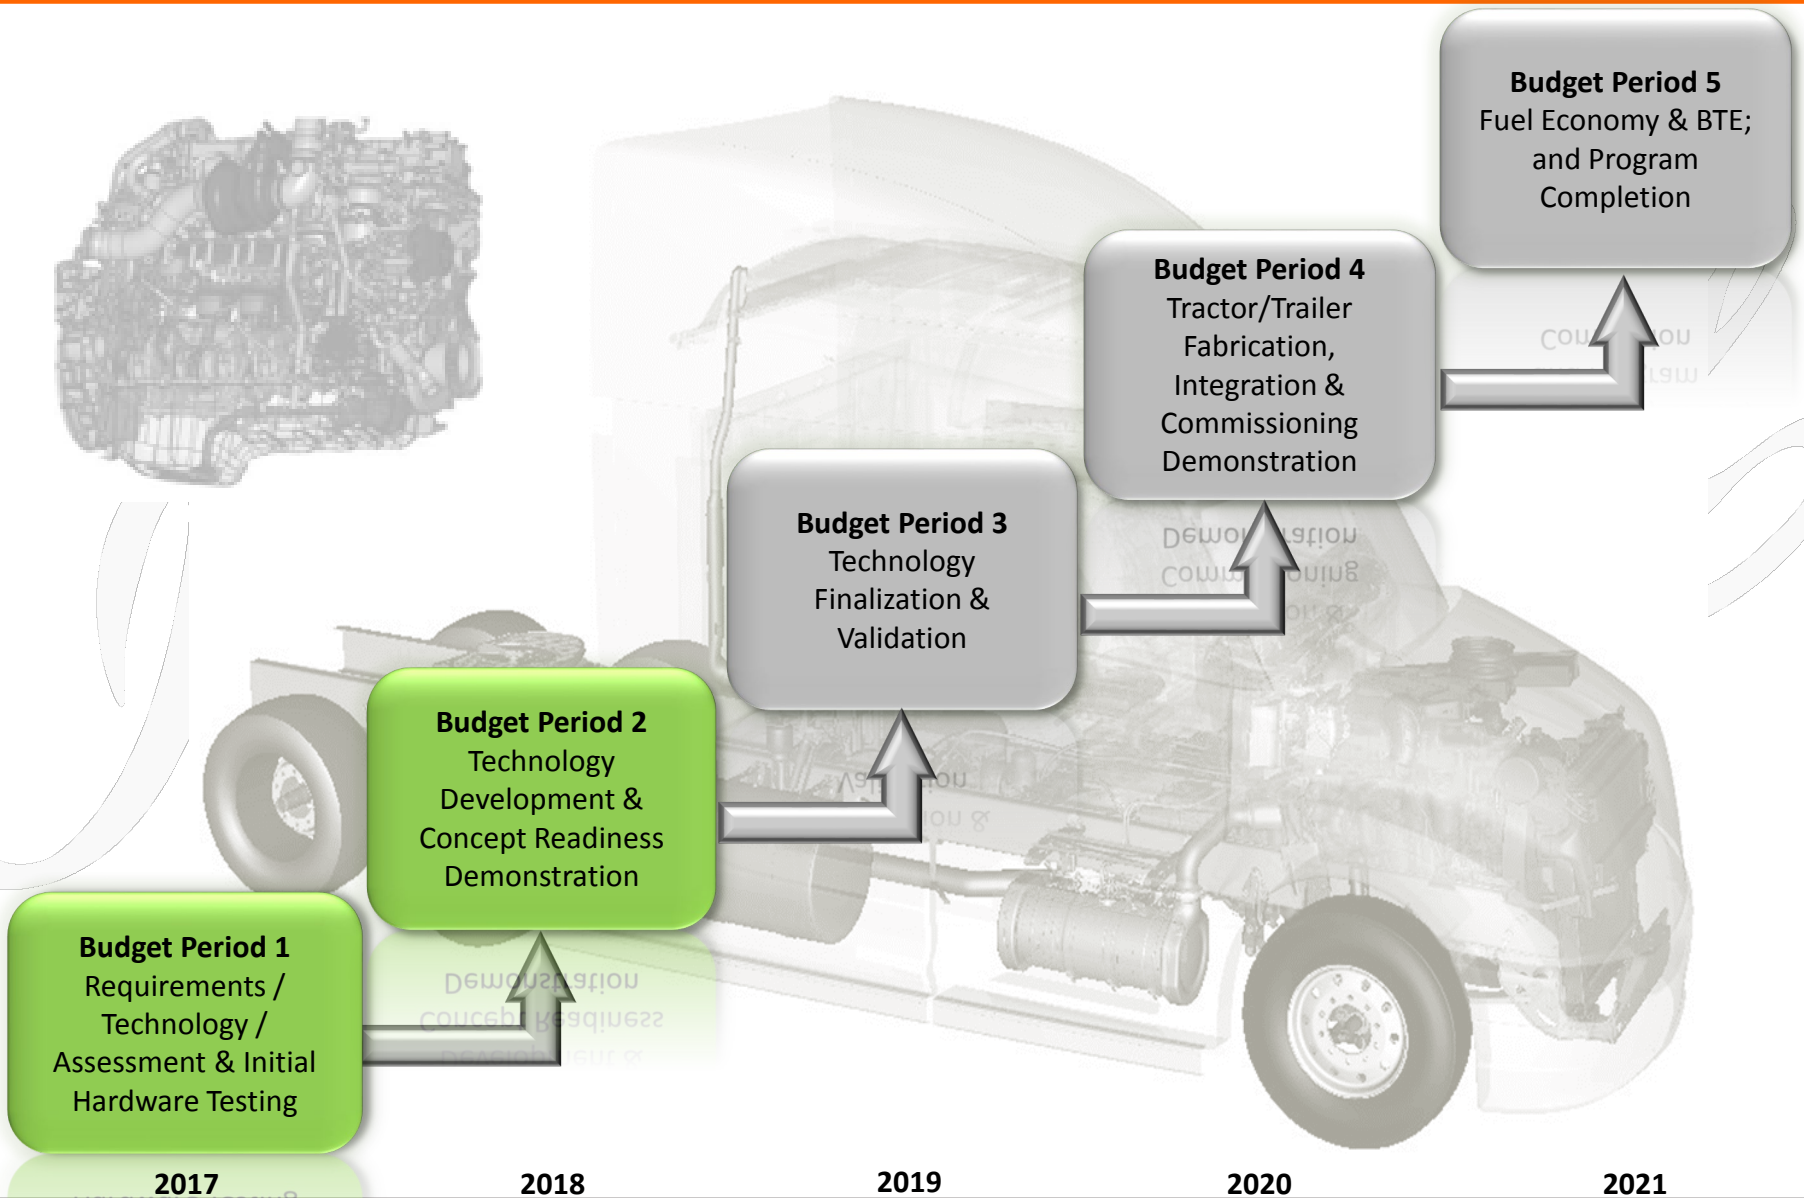 Budget Period 5
Fuel Economy & BTE;
and Program
Completion
Budget Period 4
Tractor/Trailer
Fabrication,
Integration &
Commissioning
Demonstration
Budget Period 3
Technology
Finalization &
Validation
Budget Period 2
Technology
Development &
Concept Readiness
Demonstration
Budget Period 1
Requirements /
Technology /
Assessment & Initial
Hardware Testing
2017
2018
2019
2020
2021